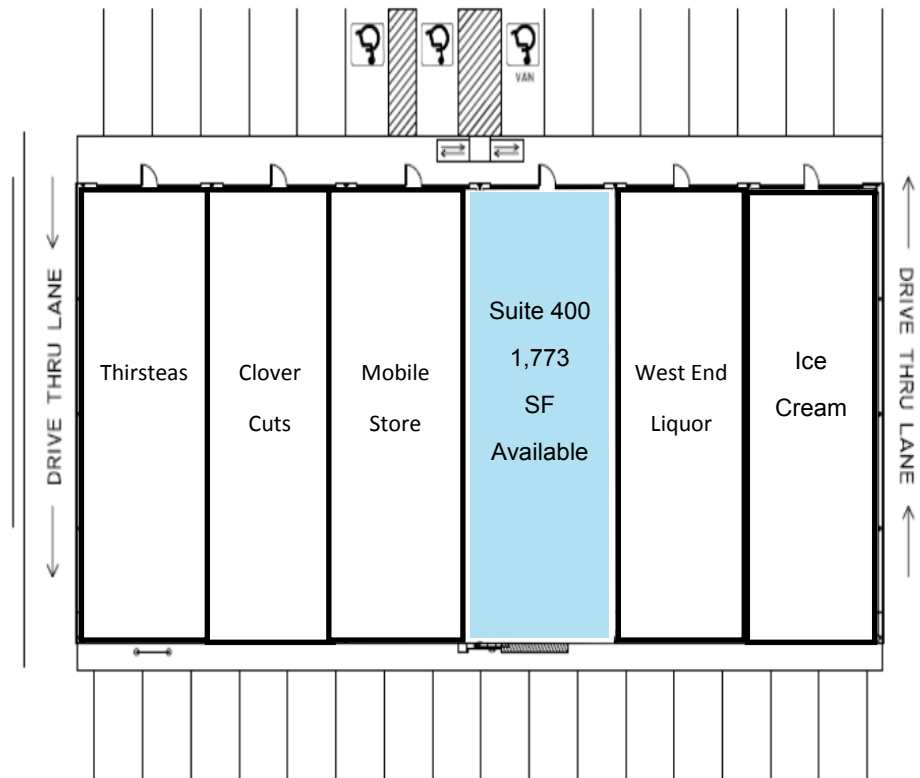 VAN
DRIVE THRU LANE
Thirsteas
Clover
Cuts
Mobile
Store
Suite 400
1,773
SF
Available
West End
Liquor
Ice
Cream
DRIVE THRU LANE